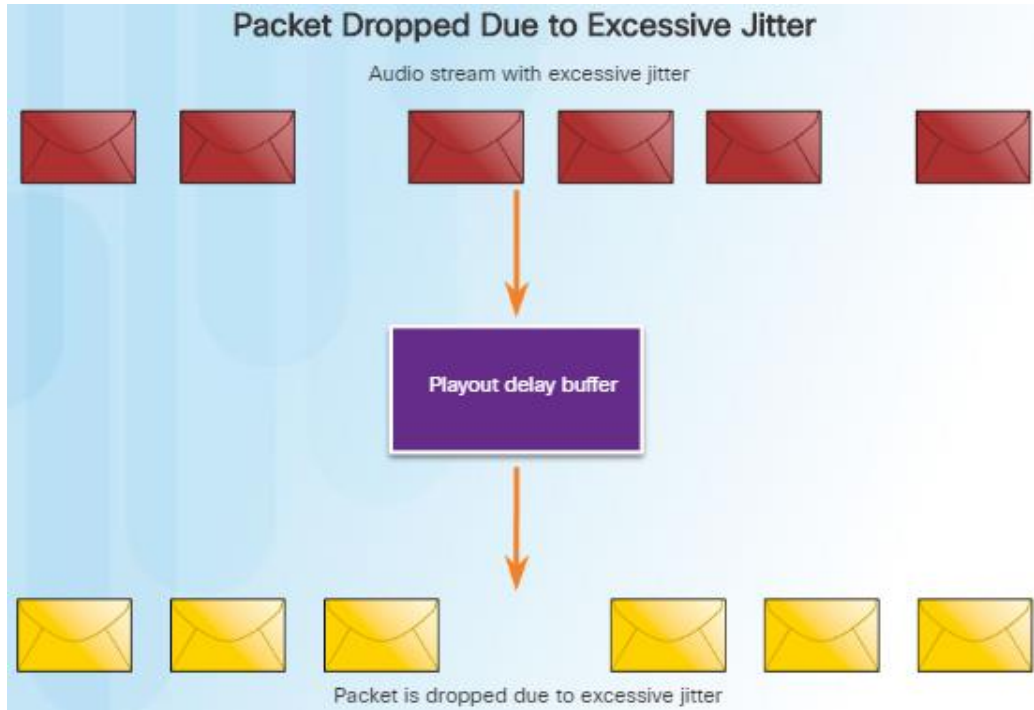 Packet Dropped Due to Excessive Jitter
Audio stream with excessive jitter
Playout delay buffer
Packet is dropped due to excessive jitter